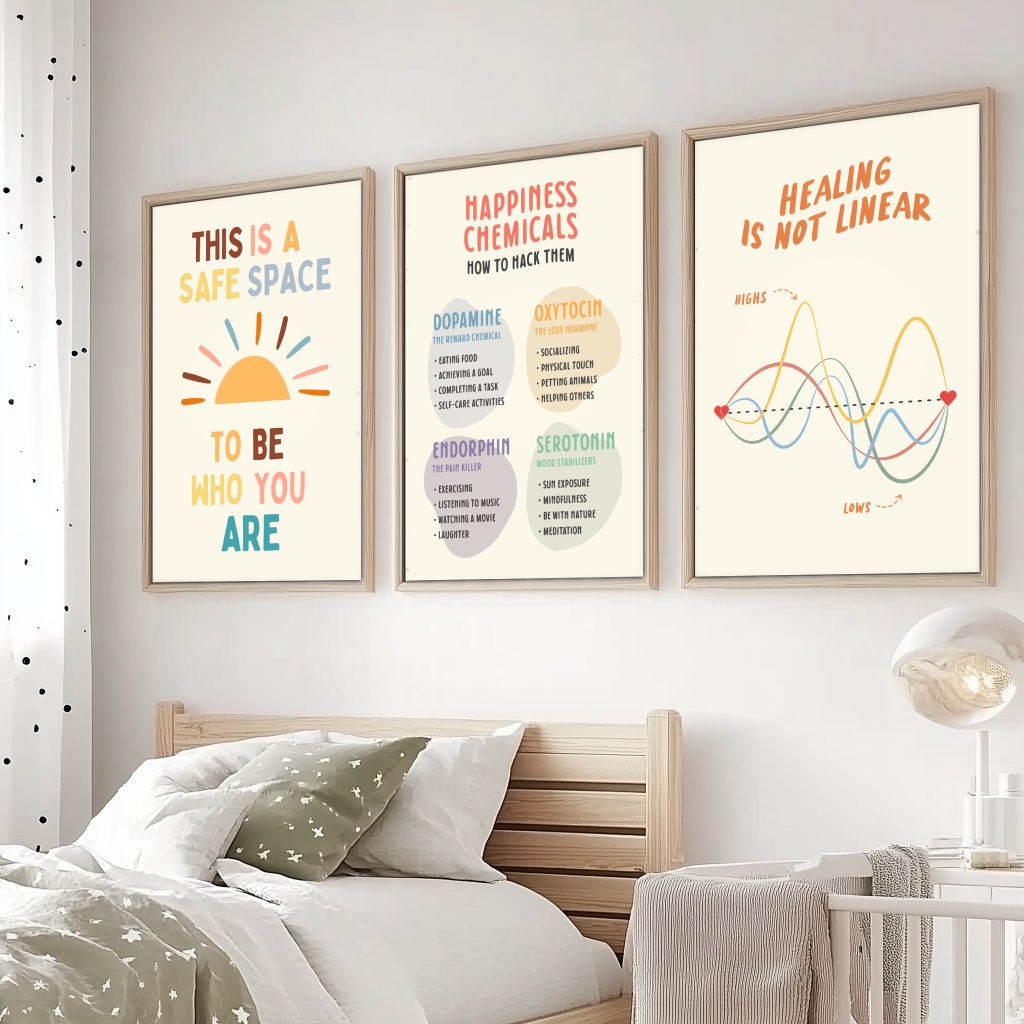 THIS IS A
SAFE SPACE
TO BE
WHO YOU
ARE
HAPPINESS
CHEMICALS
HOW TO HACK THEM
DOPAMINE
THE REWARD CHEMICAL
• EATING FOOD
• ACHIEVING A GOAL
• COMPLETING A TASK
• SELF-CARE ACTIVITIES
OXYTOCIN
THE LOVE HORMONE
• SOCIALIZING
• PHYSICAL TOUCH
• PETTING ANIMALS
• HELPING OTHERS
ENDORPHIN
THE PAIN KILLER
• EXERCISING
• LISTENING TO MUSIC
• WATCHING A MOVIE
• LAUGHTER
SEROTONIN
MOOD STABILIZERS
• SUN EXPOSURE
• MINDFULNESS
• BE WITH NATURE
• MEDITATION
HEALING
IS NOT LINEAR
HIGHS
LOWS